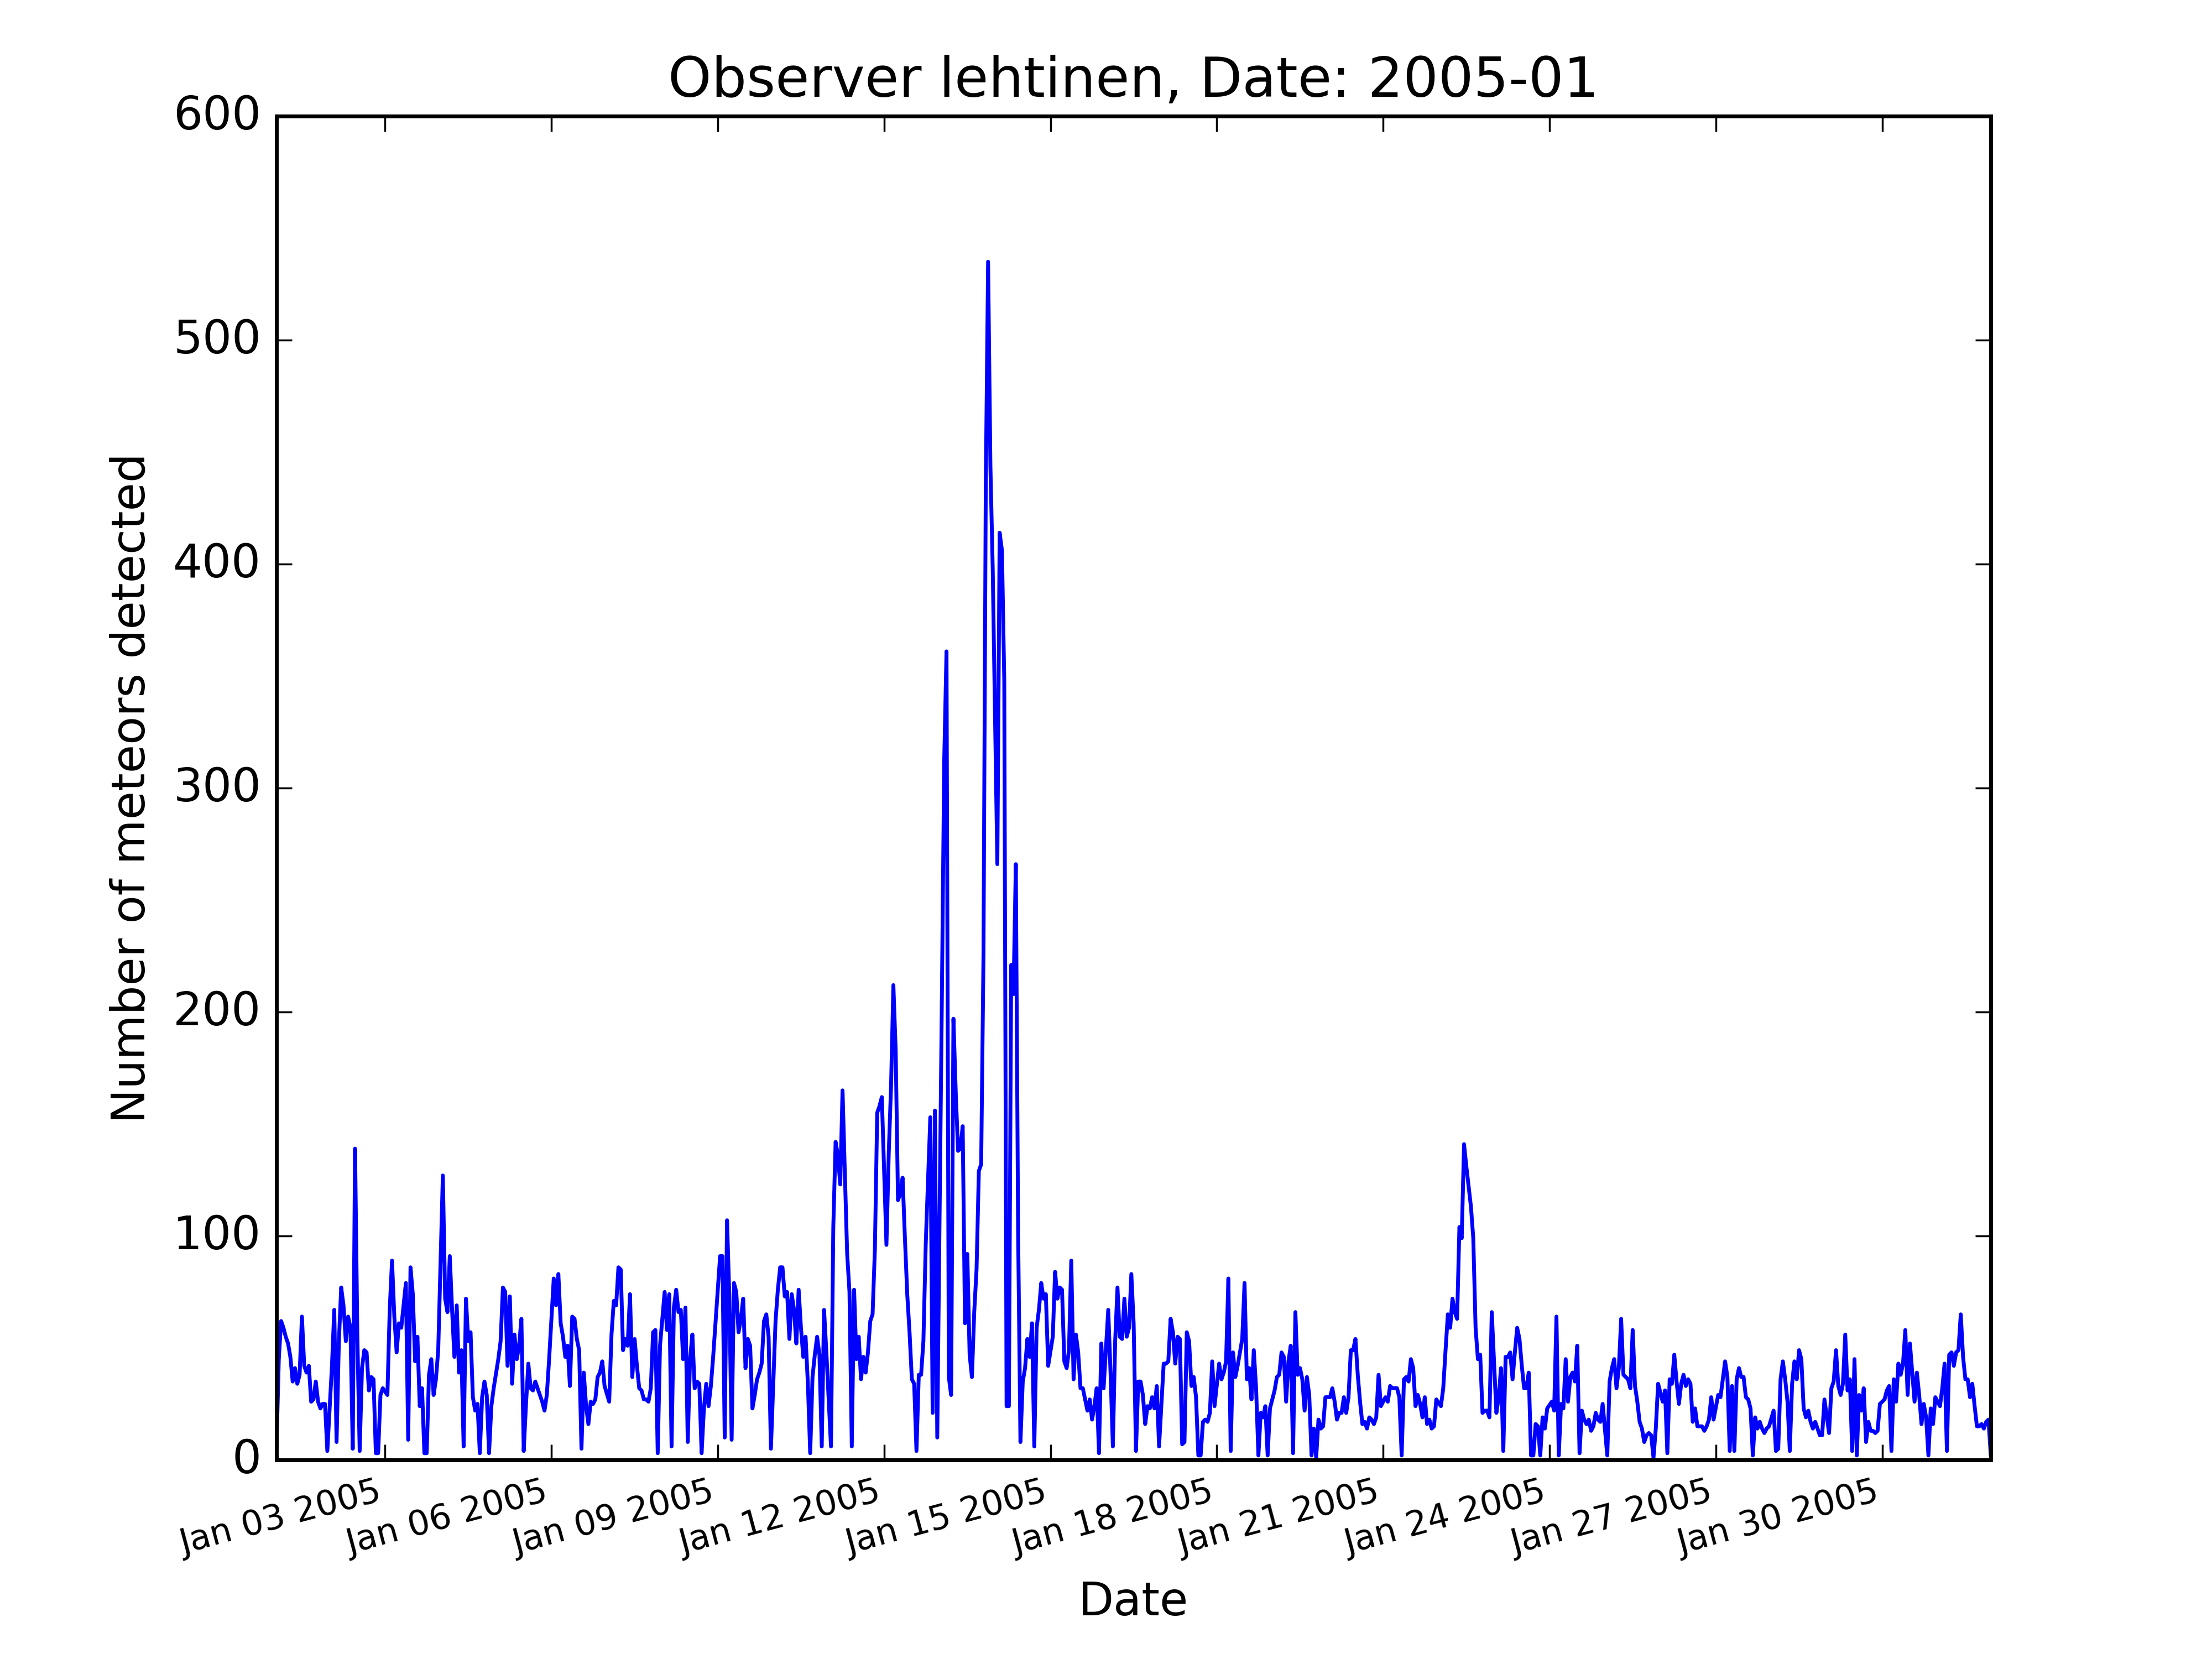 Observer lehtinen, Date: 2005-01
600
500
400
300
200
100
0
Number of meteors detected
Jan 03 2005
Jan 06 2005
Jan 09 2005
Jan 12 2005
Jan 15 2005
Jan 18 2005
Jan 21 2005
Jan 24 2005
Jan 27 2005
Jan 30 2005
Date